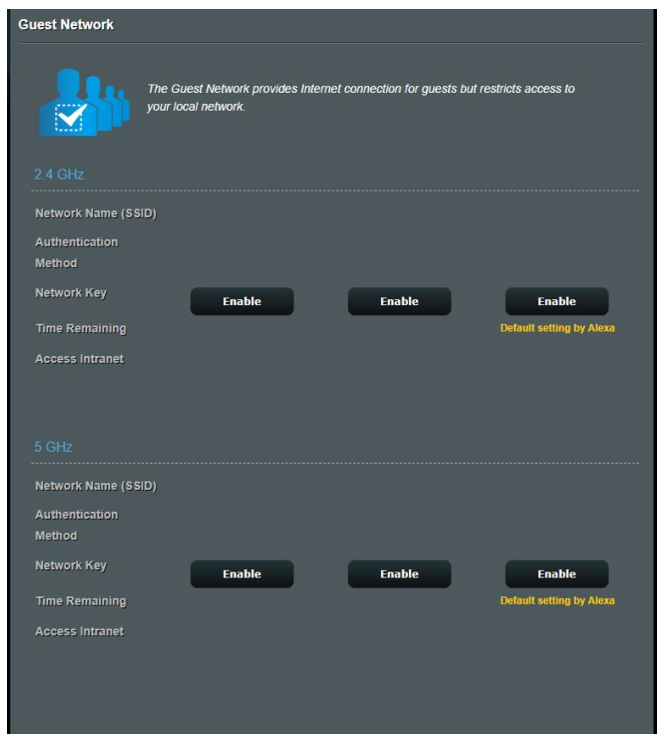 Guest Network
The Guest Network provides Internet connection for guests but restricts access to
your local network.
2.4 GHz
Network Name (SSID)
Authentication
Method
Network Key
Enable Enable Enable
Time Remaining
Default setting by Alexa
Access Intranet
5 GHz
Network Name (SSID)
Authentication
Method
Network Key
Enable Enable Enable
Time Remaining
Default setting by Alexa
Access Intranet